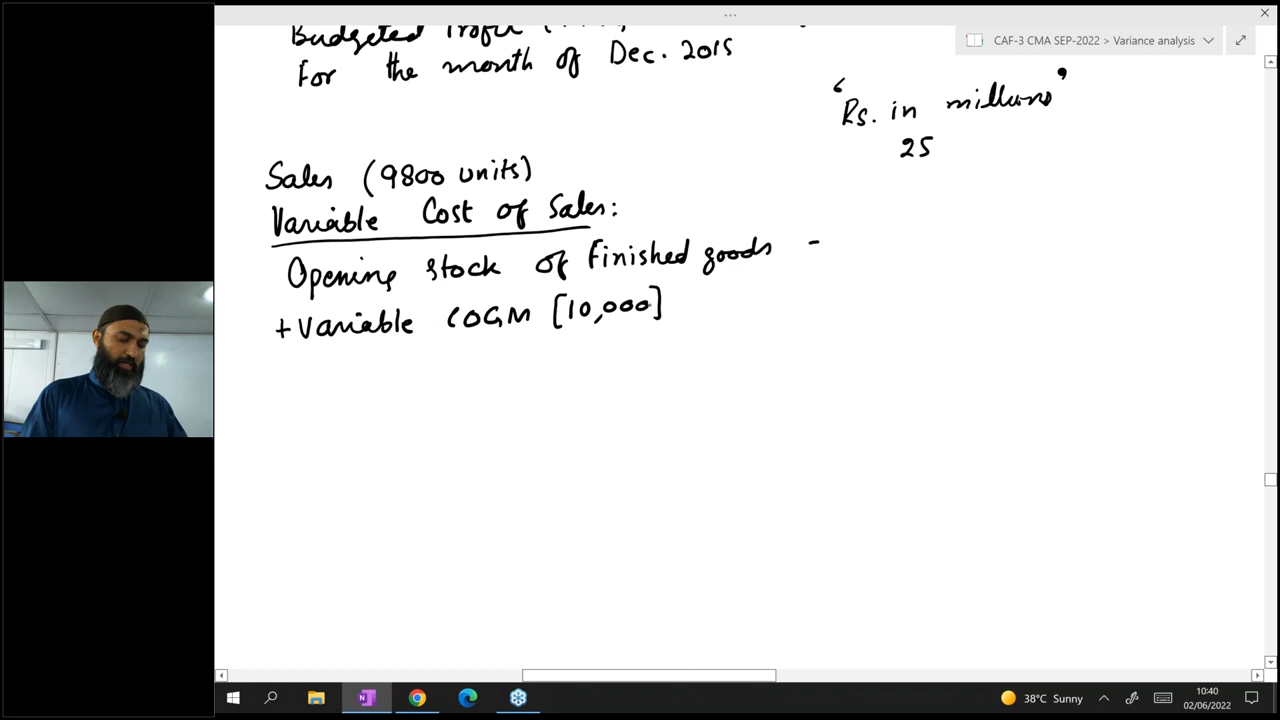 CAF-3 CMA SEP-2022 > Variance analysis
Budgeted Profit
For the month of Dec. 2015
'Rs. in millions'
25
Sales (9800 units)
Variable Cost of Sales:
Opening stock of Finished goods -
+ Variable COGM [10,000]
38°C Sunny
10:40
02/06/2022